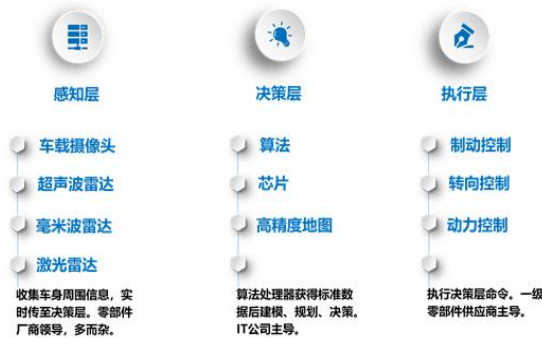 感知层
车载摄像头
超声波雷达
毫米波雷达
激光雷达
收集车身周围信息，实
时传至决策层。零部件
厂商领导，多而杂。
决策层
算法
芯片
高精度地图
算法处理器获得标准数
据后建模、规划、决策。
IT公司主导。
执行层
制动控制
转向控制
动力控制
执行决策层命令。一级
零部件供应商主导。